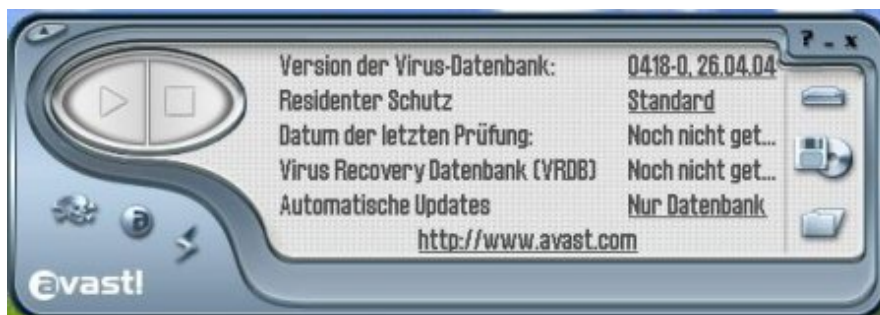 ? - x
Version der Virus-Datenbank: 0418-0, 26.04.04
Residenter Schutz Standard
Datum der letzten Prüfung: Noch nicht get...
Virus Recovery Datenbank (VRDB) Noch nicht get...
Automatische Updates Nur Datenbank
http://www.avast.com
a
avast!